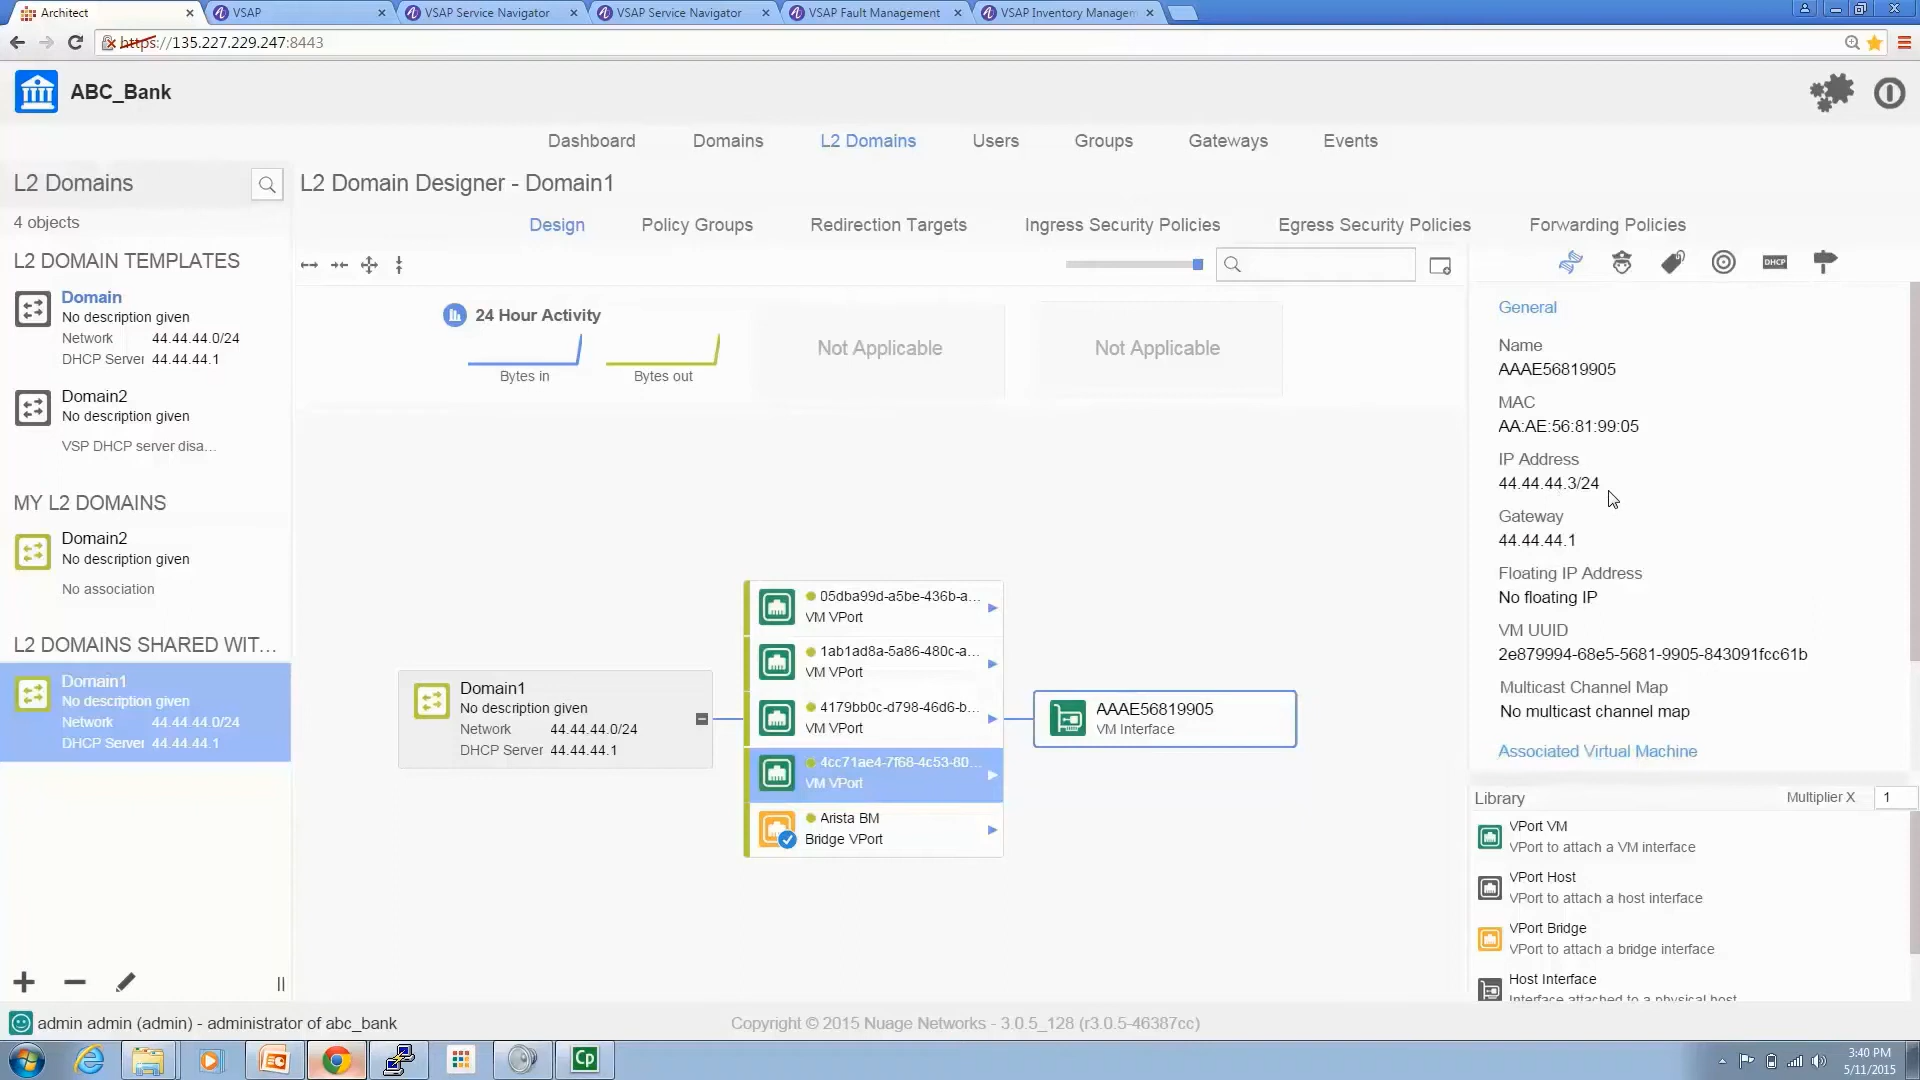 Architect
VSAP
VSAP Service Navigator
VSAP Service Navigator
VSAP Fault Management
VSAP Inventory Managem
https://135.227.229.247:8443
ABC_Bank
Dashboard
Domains
L2 Domains
Users
Groups
Gateways
Events
L2 Domains
4 objects
L2 DOMAIN TEMPLATES
Domain
No description given
Network 44.44.44.0/24
DHCP Server 44.44.44.1
Domain2
No description given
VSP DHCP server disa...
MY L2 DOMAINS
Domain2
No description given
No association
L2 DOMAINS SHARED WIT...
Domain1
No description given
Network 44.44.44.0/24
DHCP Server 44.44.44.1
L2 Domain Designer - Domain1
Design
Policy Groups
Redirection Targets
Ingress Security Policies
Egress Security Policies
Forwarding Policies
24 Hour Activity
Bytes in
Bytes out
Not Applicable
Not Applicable
Domain1
No description given
Network 44.44.44.0/24
DHCP Server 44.44.44.1
05dba99d-a5be-436b-a...
VM VPort
1ab1ad8a-5a86-480c-a...
VM VPort
4179bb0c-d798-46d6-b...
VM VPort
4cc71ae4-7f68-4c53-80...
VM VPort
Arista BM
Bridge VPort
AAAE56819905
VM Interface
DHCP
General
Name
AAAE56819905
MAC
AA:AE:56:81:99:05
IP Address
44.44.44.3/24
Gateway
44.44.44.1
Floating IP Address
No floating IP
VM UUID
2e879994-68e5-5681-9905-843091fcc61b
Multicast Channel Map
No multicast channel map
Associated Virtual Machine
Library
Multiplier X 1
VPort VM
VPort to attach a VM interface
VPort Host
VPort to attach a host interface
VPort Bridge
VPort to attach a bridge interface
Host Interface
Interface attached to a physical host
admin admin (admin) - administrator of abc_bank
Copyright © 2015 Nuage Networks - 3.0.5_128 (r3.0.5-46387cc)
Cp
3:40 PM
5/11/2015